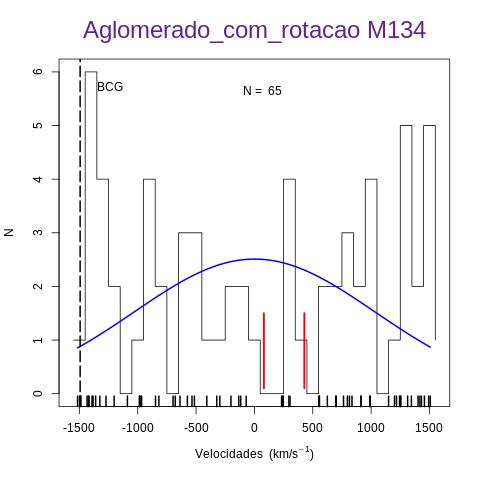 Aglomerado_com_rotacao M134
BCG
N = 65
6
5
4
3
2
1
0
N
-1500 -1000 -500 0 500 1000 1500
Velocidades (km/s⁻¹)